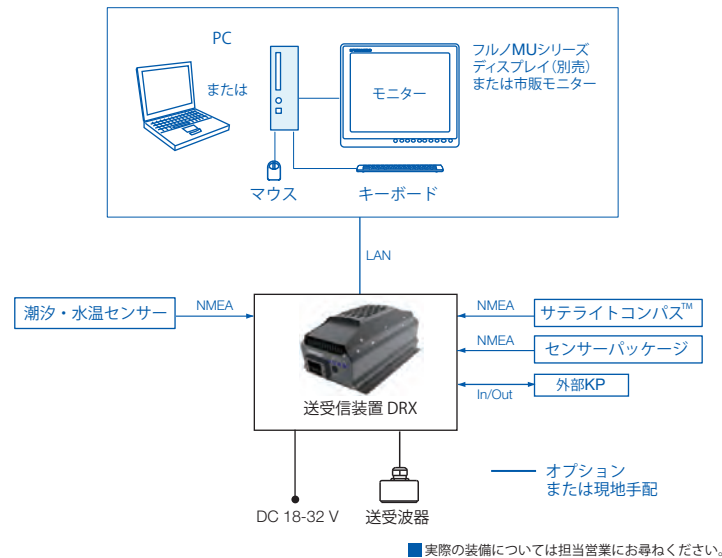 PC
または
モニター
フルノMUシリーズ
ディスプレイ(別売)
または市販モニター
マウス
キーボード
LAN
潮汐・水温センサー
NMEA
NMEA
サテライトコンパス™
NMEA
センサーパッケージ
In/Out
外部KP
送受信装置 DRX
DC 18-32 V
送受波器
オプション
または現地手配
実際の装備については担当営業にお尋ねください。